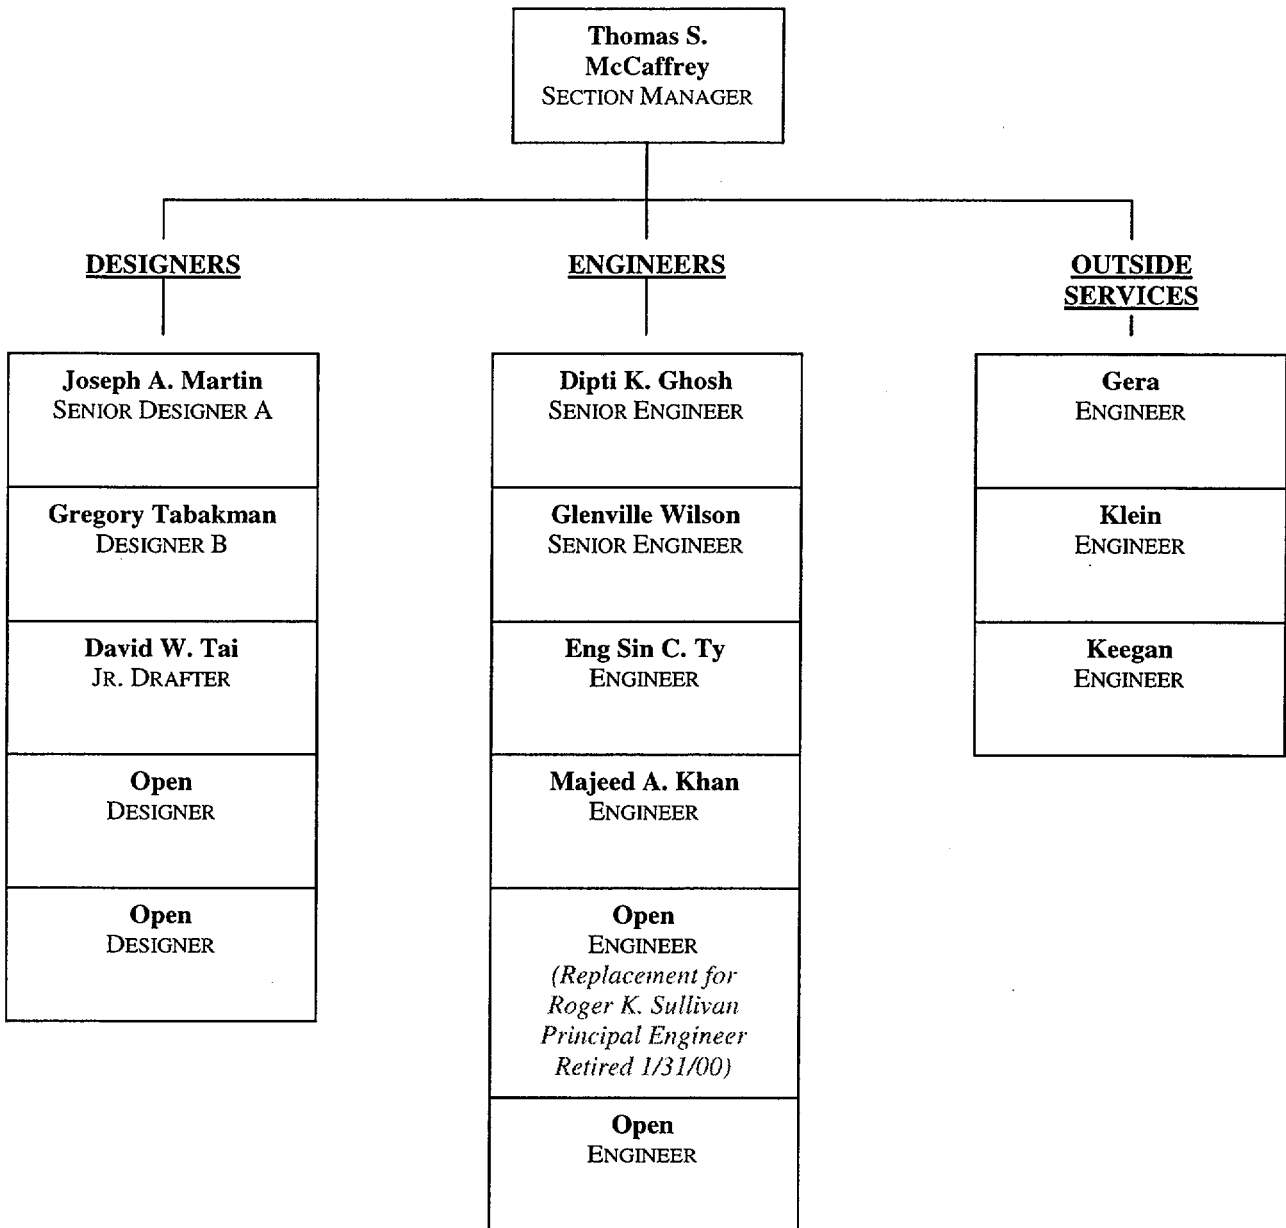 Thomas S.
McCaffrey
SECTION MANAGER
DESIGNERS
Joseph A. Martin
SENIOR DESIGNER A
Gregory Tabakman
DESIGNER B
David W. Tai
JR. DRAFTER
Open
DESIGNER
Open
DESIGNER
ENGINEERS
Dipti K. Ghosh
SENIOR ENGINEER
Glenville Wilson
SENIOR ENGINEER
Eng Sin C. Ty
ENGINEER
Majeed A. Khan
ENGINEER
Open
ENGINEER
(Replacement for
Roger K. Sullivan
Principal Engineer
Retired 1/31/00)
Open
ENGINEER
OUTSIDE
SERVICES
Gera
ENGINEER
Klein
ENGINEER
Keegan
ENGINEER